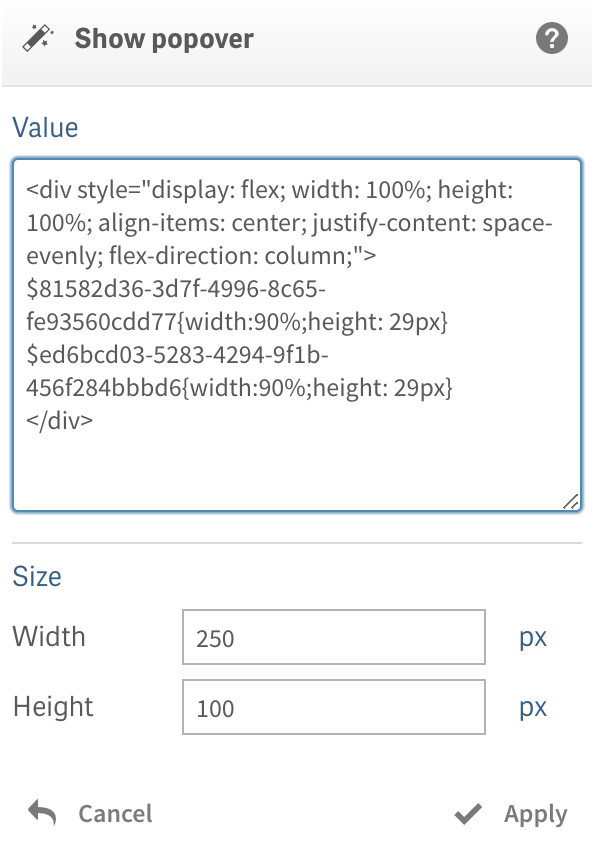 Show popover
?
Value
<div style="display: flex; width: 100%; height:
100%; align-items: center; justify-content: space-
evenly; flex-direction: column;">
$81582d36-3d7f-4996-8c65-
fe93560cdd77{width:90%;height: 29px}
$ed6bcd03-5283-4294-9f1b-
456f284bbbd6{width:90%;height: 29px}
</div>
Size
Width 250 px
Height 100 px
Cancel Apply